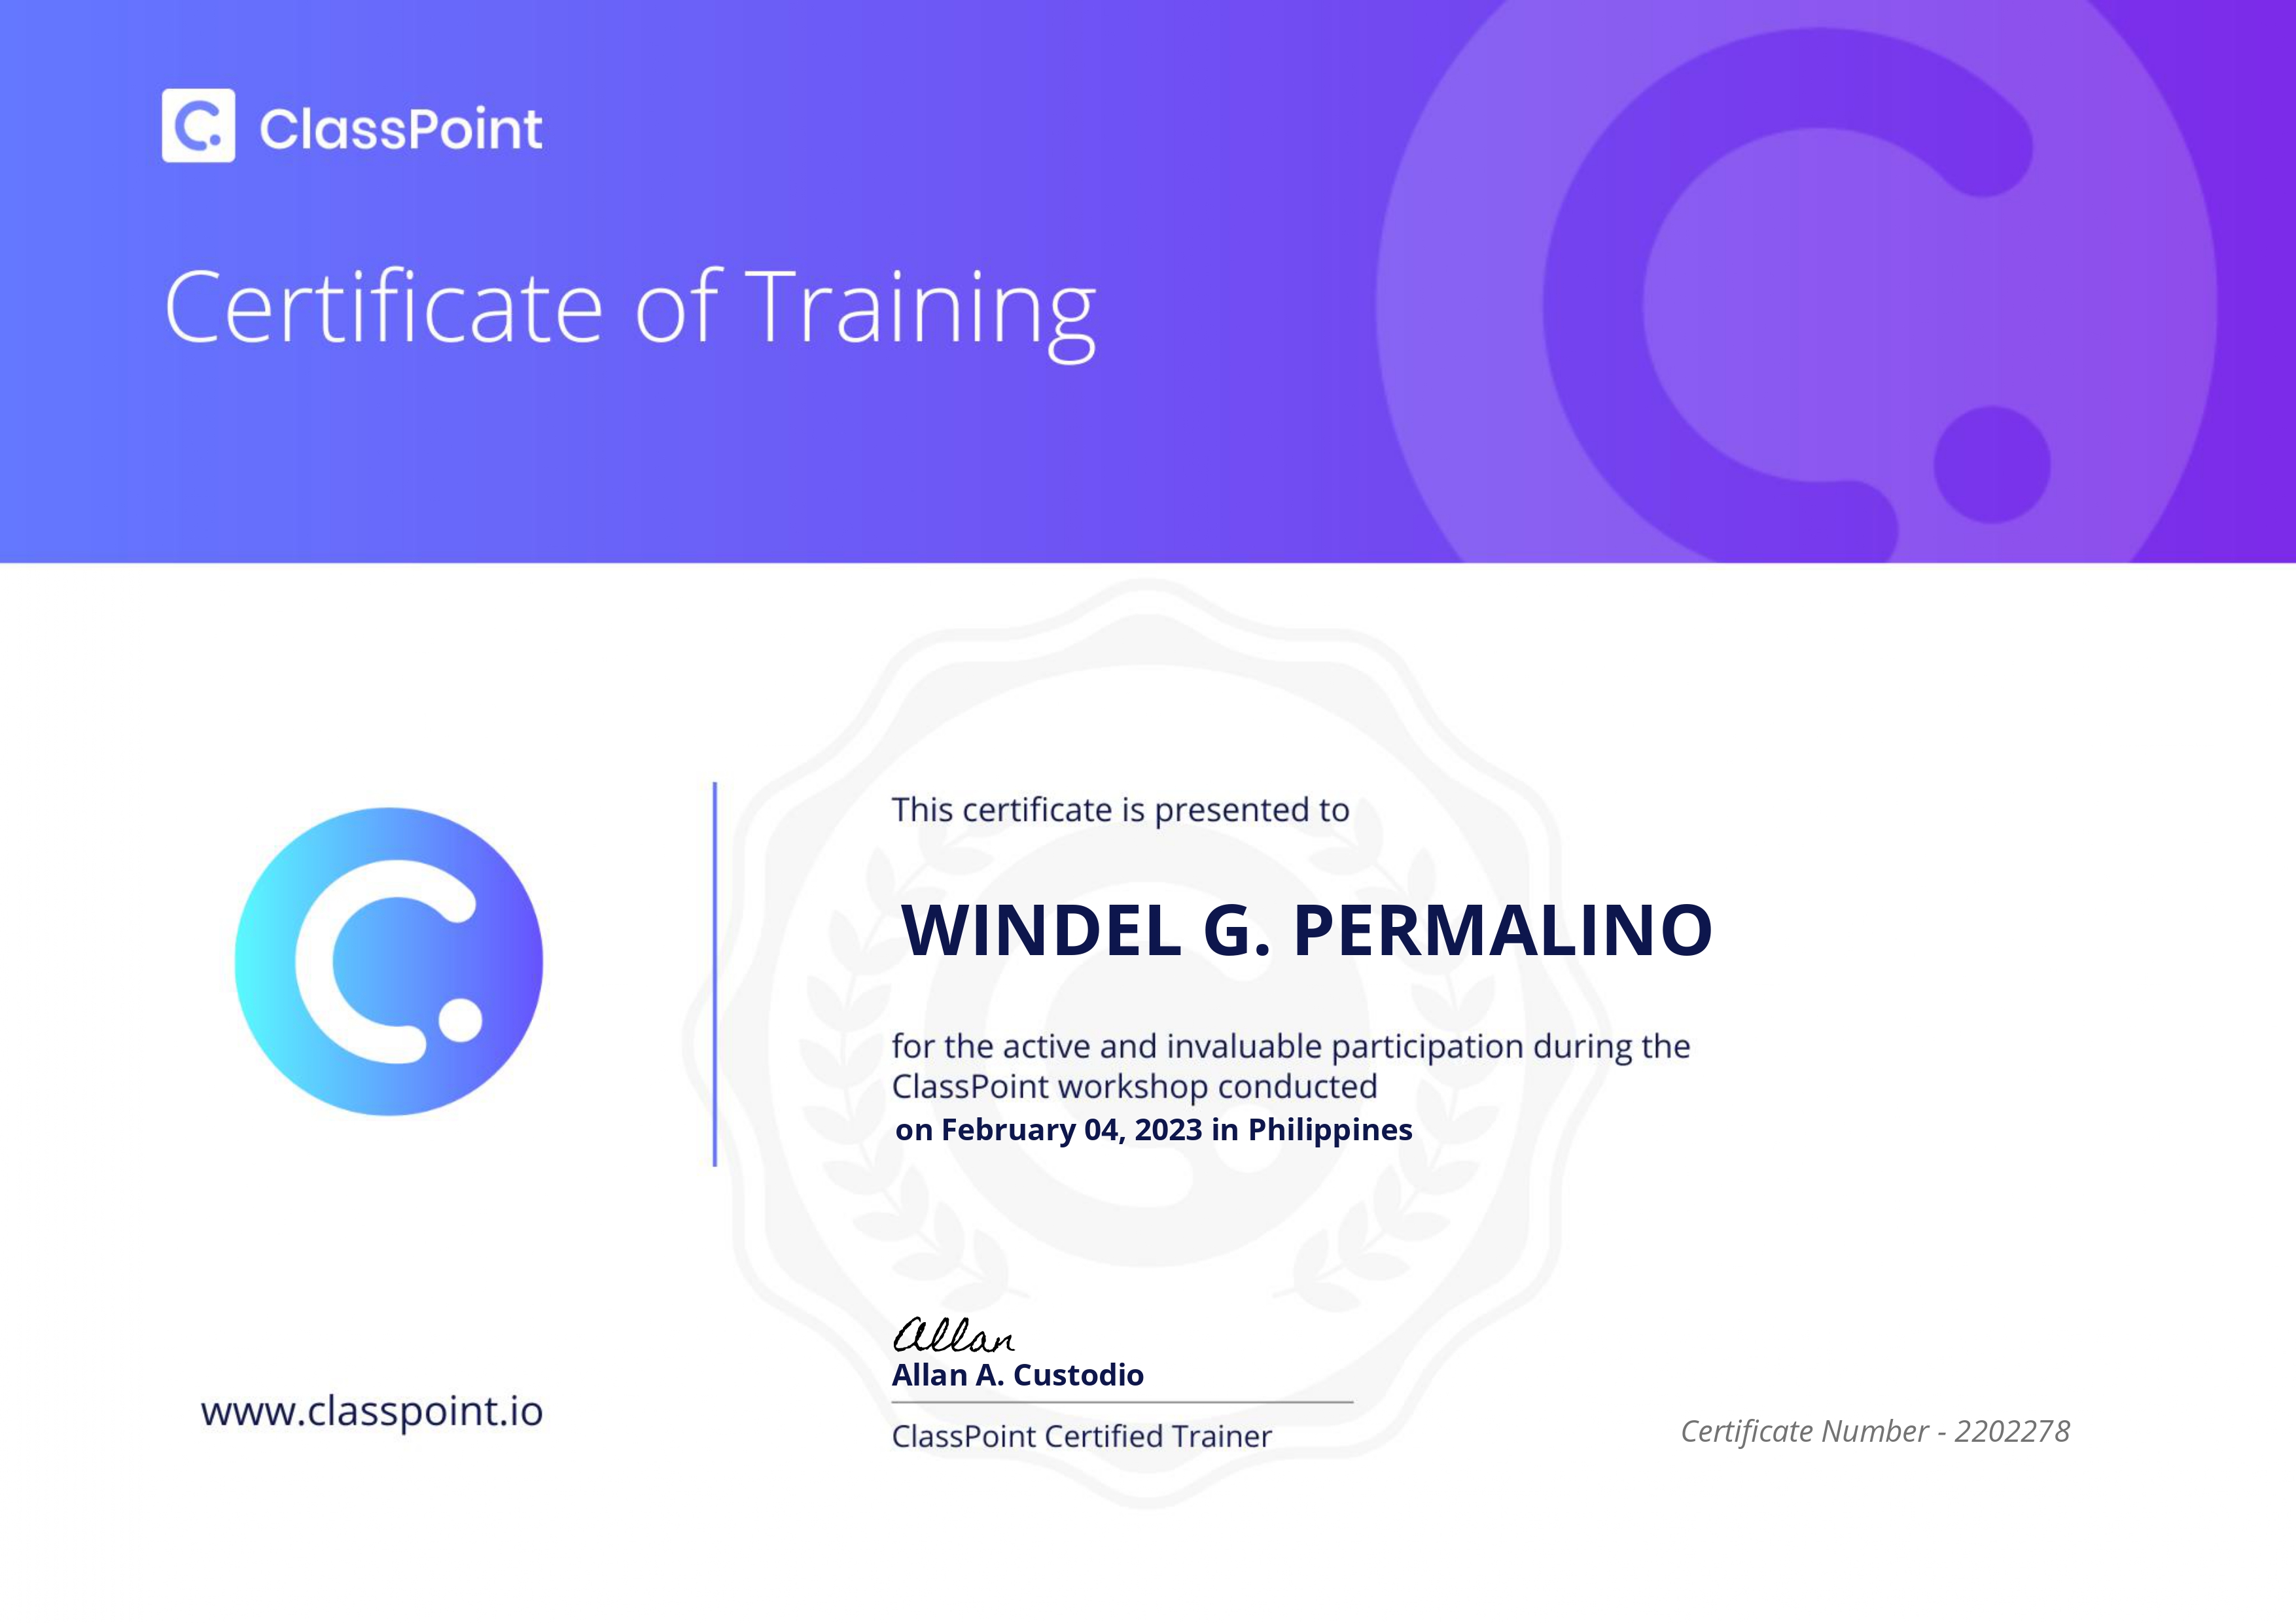 ClassPoint
Certificate of Training
This certificate is presented to
WINDEL G. PERMALINO
for the active and invaluable participation during the
ClassPoint workshop conducted
on February 04, 2023 in Philippines
Allan
Allan A. Custodio
ClassPoint Certified Trainer
www.classpoint.io
Certificate Number - 2202278